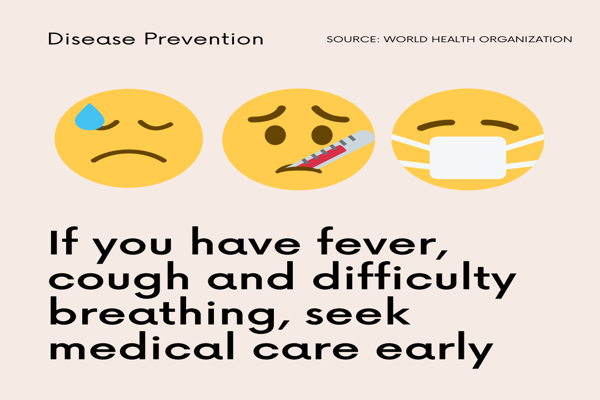 Disease Prevention
SOURCE: WORLD HEALTH ORGANIZATION
If you have fever,
cough and difficulty
breathing, seek
medical care early